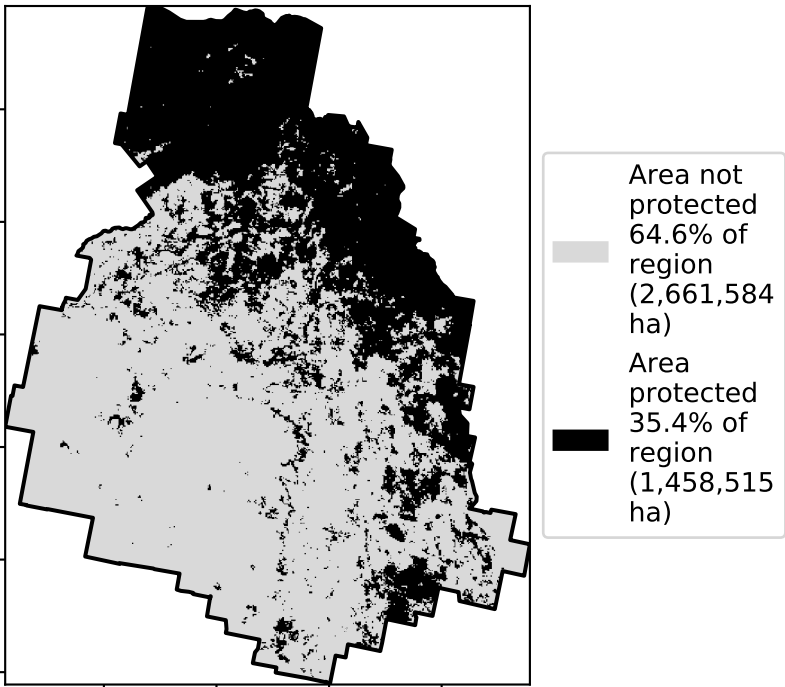 Area not
protected
64.6% of
region
(2,661,584
ha)
Area
protected
35.4% of
region
(1,458,515
ha)